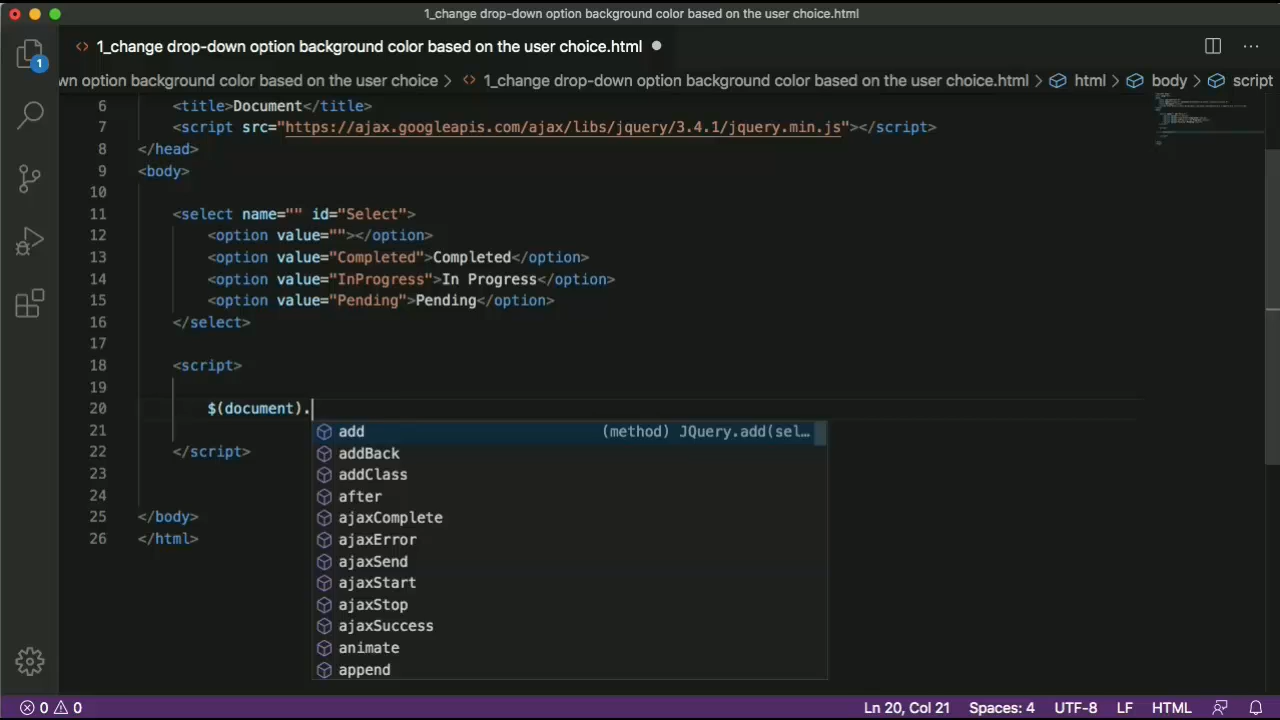 1_change drop-down option background color based on the user choice.html
1_change drop-down option background color based on the user choice.html
wn option background color based on the user choice > 1_change drop-down option background color based on the user choice.html > html > body > script
1
6 <title>Document</title>
7 <script src="https://ajax.googleapis.com/ajax/libs/jquery/3.4.1/jquery.min.js"></script>
8 </head>
9 <body>
10
11 <select name="" id="Select">
12 <option value=""></option>
13 <option value="Completed">Completed</option>
14 <option value="InProgress">In Progress</option>
15 <option value="Pending">Pending</option>
16 </select>
17
18 <script>
19
20 $(document).
21
22 </script>
23
24
25 </body>
26 </html>
add (method) JQuery.add(sel…
addBack
addClass
after
ajaxComplete
ajaxError
ajaxSend
ajaxStart
ajaxStop
ajaxSuccess
animate
append
0 0 Ln 20, Col 21 Spaces: 4 UTF-8 LF HTML